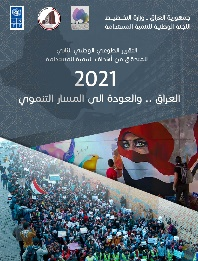 جمهورية العراق .. وزارة التخطيط
اللجنة الوطنية للتنمية المستدامة
التقرير الطوعي الوطني الثاني
للمتحقق من أهداف التنمية المستدامة
2021
العراق .. والعودة الى المسار التنموي